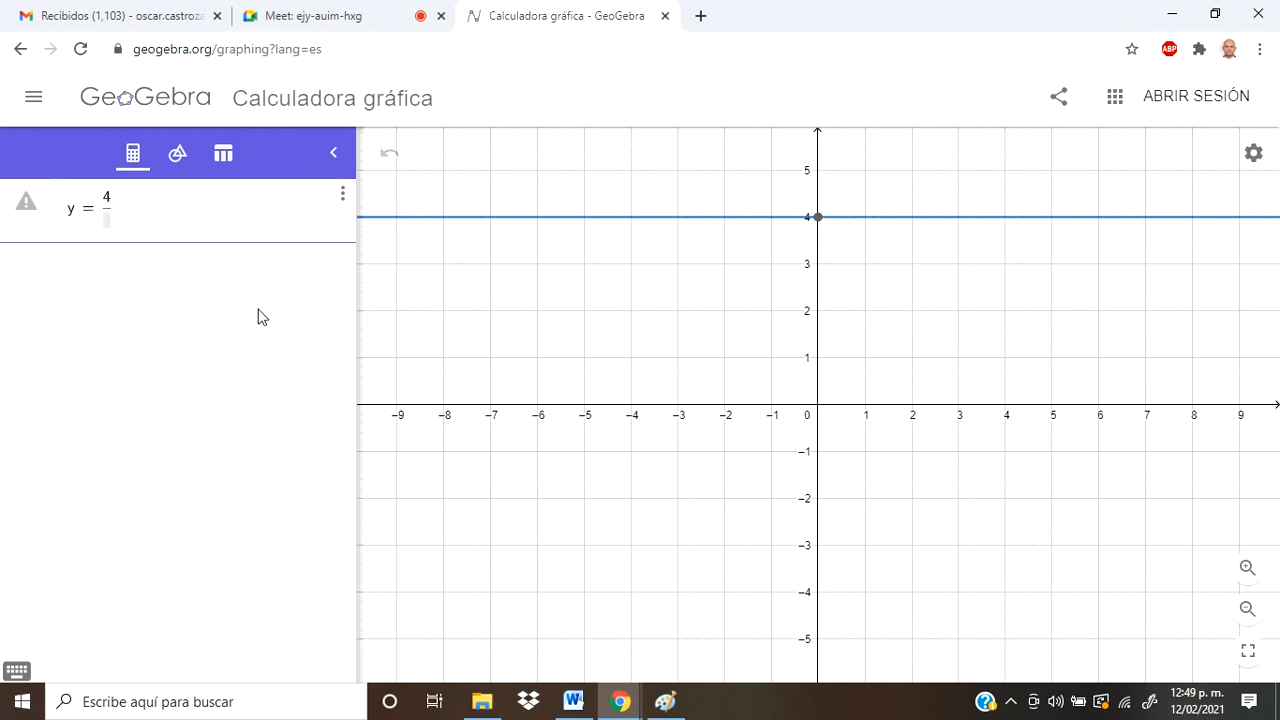 Recibidos (1,103) - oscar.castroza
Meet: ejy-auim-hxg
Calculadora gráfica - GeoGebra
geogebra.org/graphing?lang=es
ABP
GeoGebra
Calculadora gráfica
ABRIR SESIÓN
y = 4/
5
4
3
2
1
−9 −8 −7 −6 −5 −4 −3 −2 −1 0 1 2 3 4 5 6 7 8 9
−1
−2
−3
−4
−5
Escribe aquí para buscar
12:49 p. m.
12/02/2021